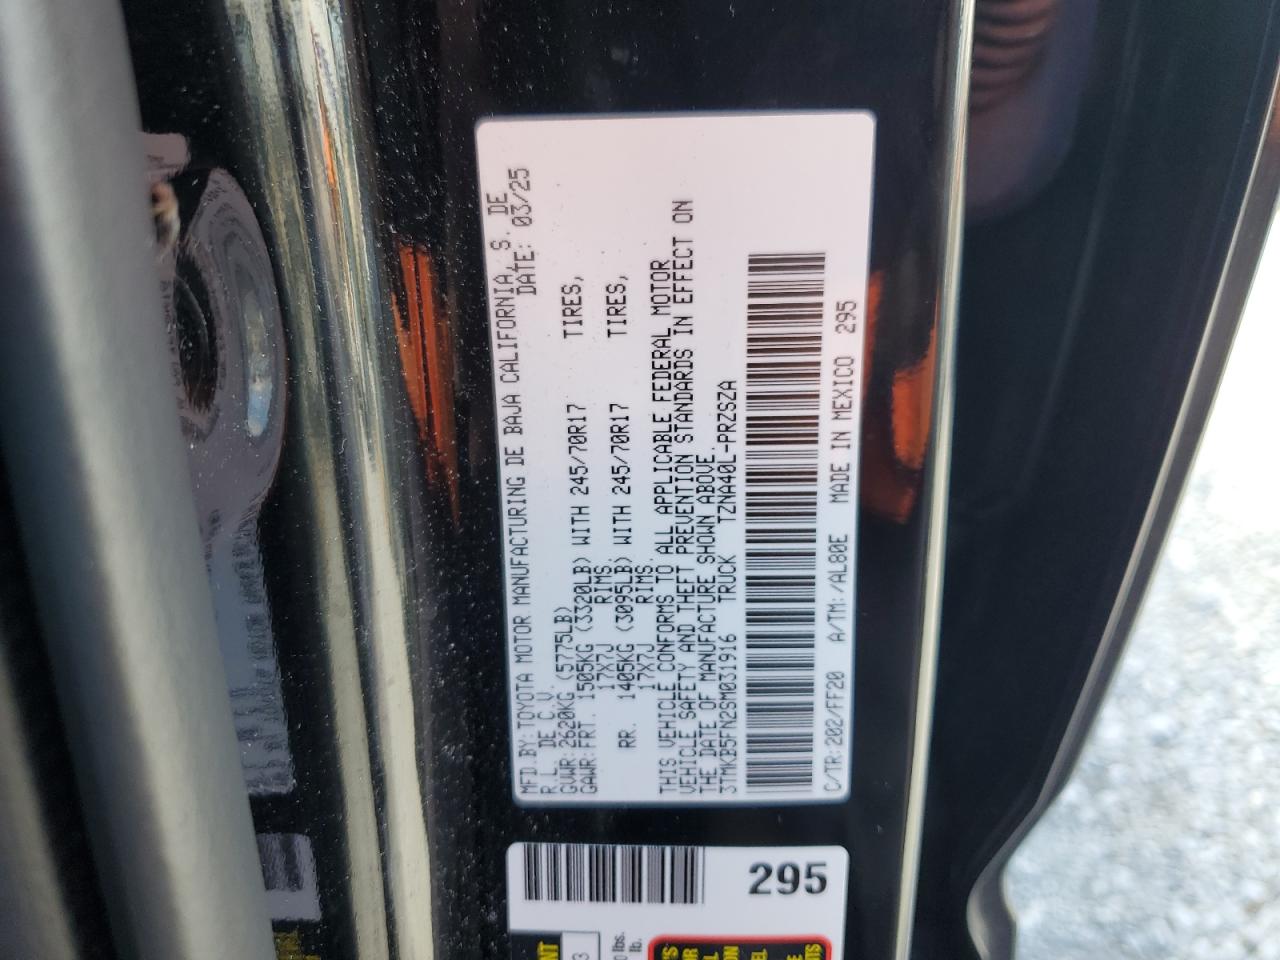 MFD.BY:TOYOTA MOTOR MANUFACTURING DE BAJA CALIFORNIA,S. DE
R.L. DE C.V. DATE: 03/25
GVWR:2620KG (5775LB)
GAWR:FRT. 1505KG (3320LB) WITH 245/70R17 TIRES,
17X7J RIMS,
RR. 1405KG (3095LB) WITH 245/70R17 TIRES,
17X7J RIMS.
THIS VEHICLE CONFORMS TO ALL APPLICABLE FEDERAL MOTOR
VEHICLE SAFETY AND THEFT PREVENTION STANDARDS IN EFFECT ON
THE DATE OF MANUFACTURE SHOWN ABOVE.
3TMKB5FN2SM031916 TRUCK TZNA40L-PRZSZA
C/TR:202/FF20 A/TM:/AL80E MADE IN MEXICO 295
295